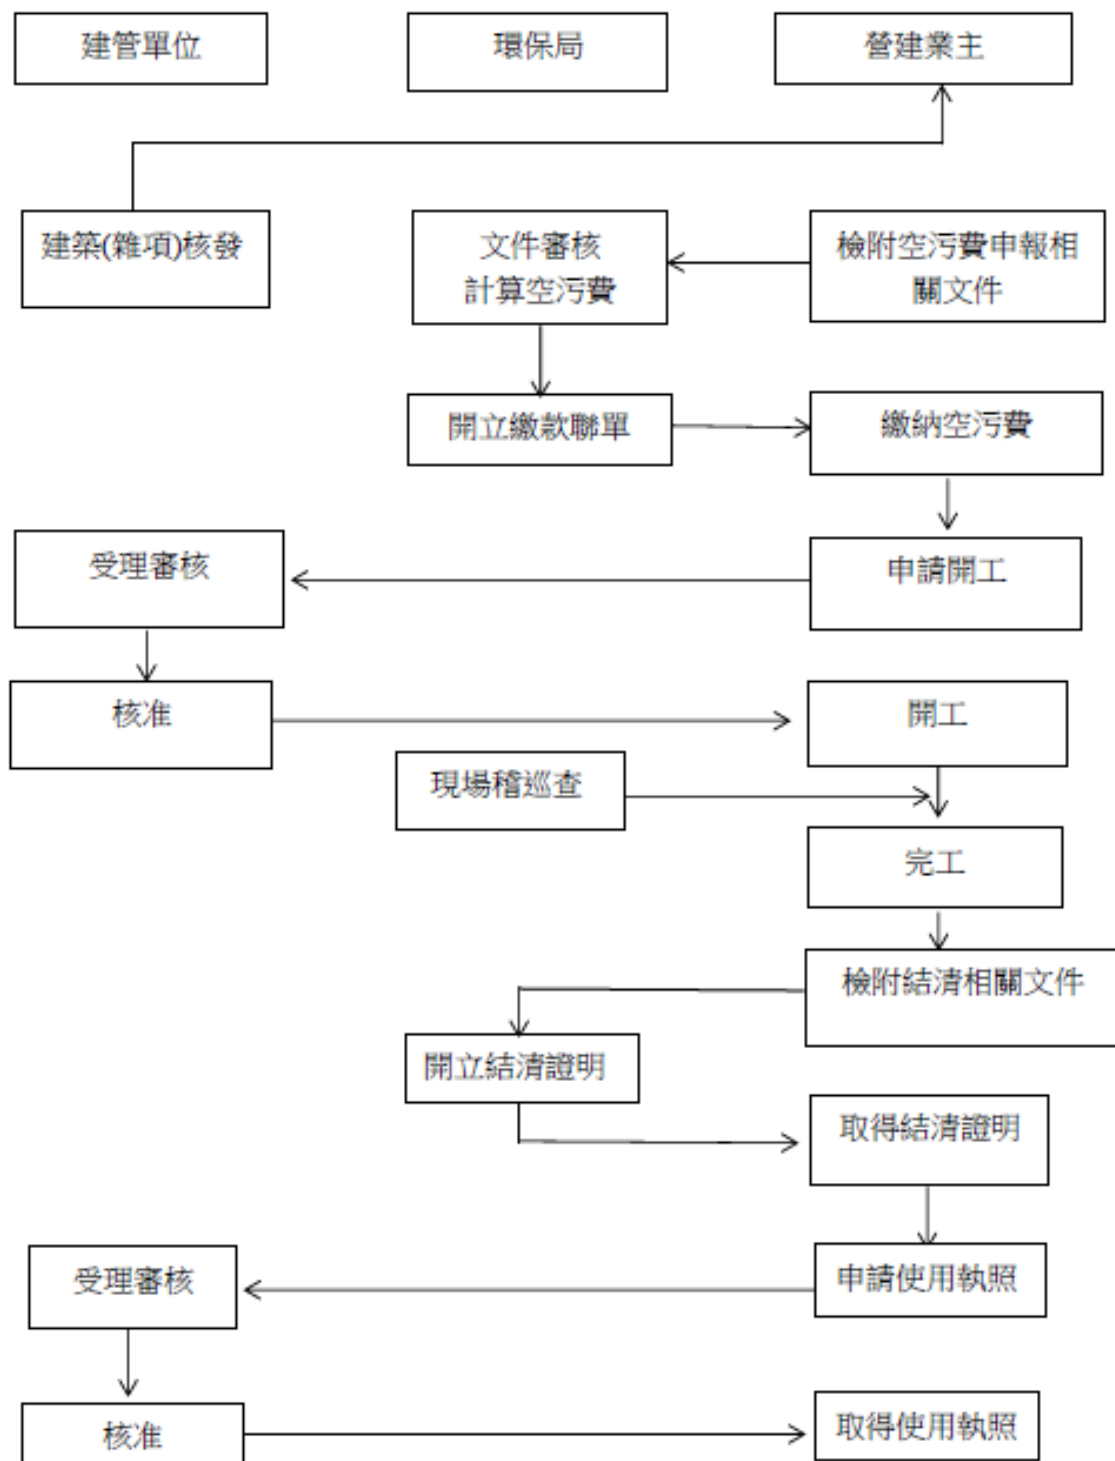 建管單位
環保局
營建業主
建築(雜項)核發
文件審核
計算空污費
檢附空污費申報相
關文件
開立繳款聯單
繳納空污費
受理審核
申請開工
核准
開工
現場稽巡查
完工
檢附結清相關文件
開立結清證明
取得結清證明
受理審核
申請使用執照
核准
取得使用執照